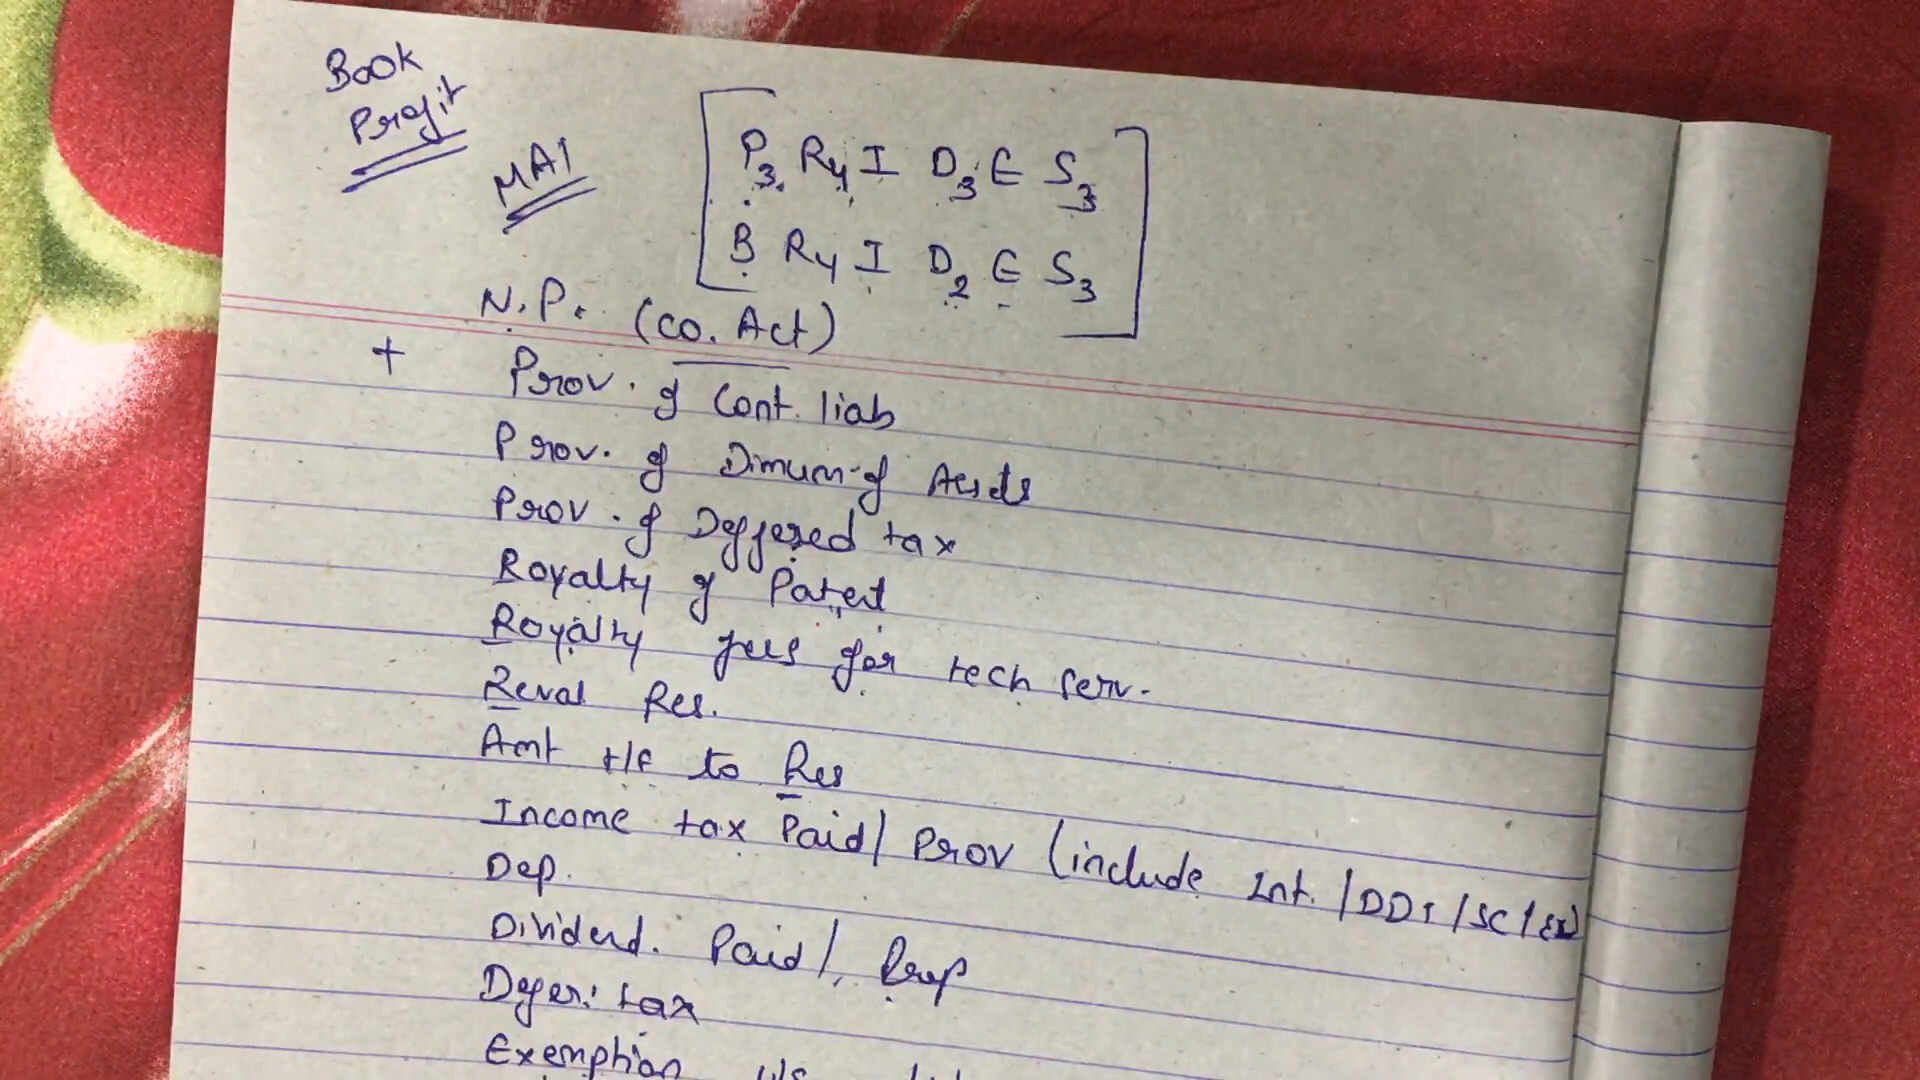 Book
Profit
MAT
P3 R4 I D3 E S3
B R4 I D2 E S3
N.P. (Co. Act)
+ Prov. of Cont. liab
Prov. of Dimum. of Assets
Prov. of Deffered tax
Royalty of Patent
Royalty fees for tech serv.
Reval Res.
Amt t/f to Res
Income tax Paid/ Prov (include Int. /DDT/SC/
Dep.
Dividend. Paid/. Prop
Defer. tax
Exemption